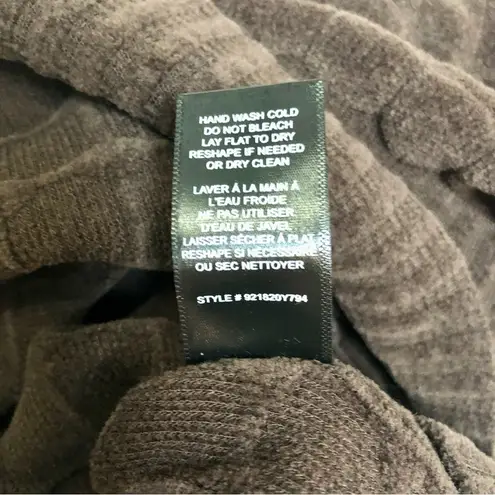 HAND WASH COLD
DO NOT BLEACH
LAY FLAT TO DRY
RESHAPE IF NEEDED
OR DRY CLEAN
LAVER Á LA MAIN Á
L'EAU FROÏDE
NE PAS UTILISER
D'EAU DE JAVEL
LAISSER SÉCHER Á PLAT
RESHAPE SI NÉCESSAIRE
OU SEC NETTOYER
STYLE # 921820Y794